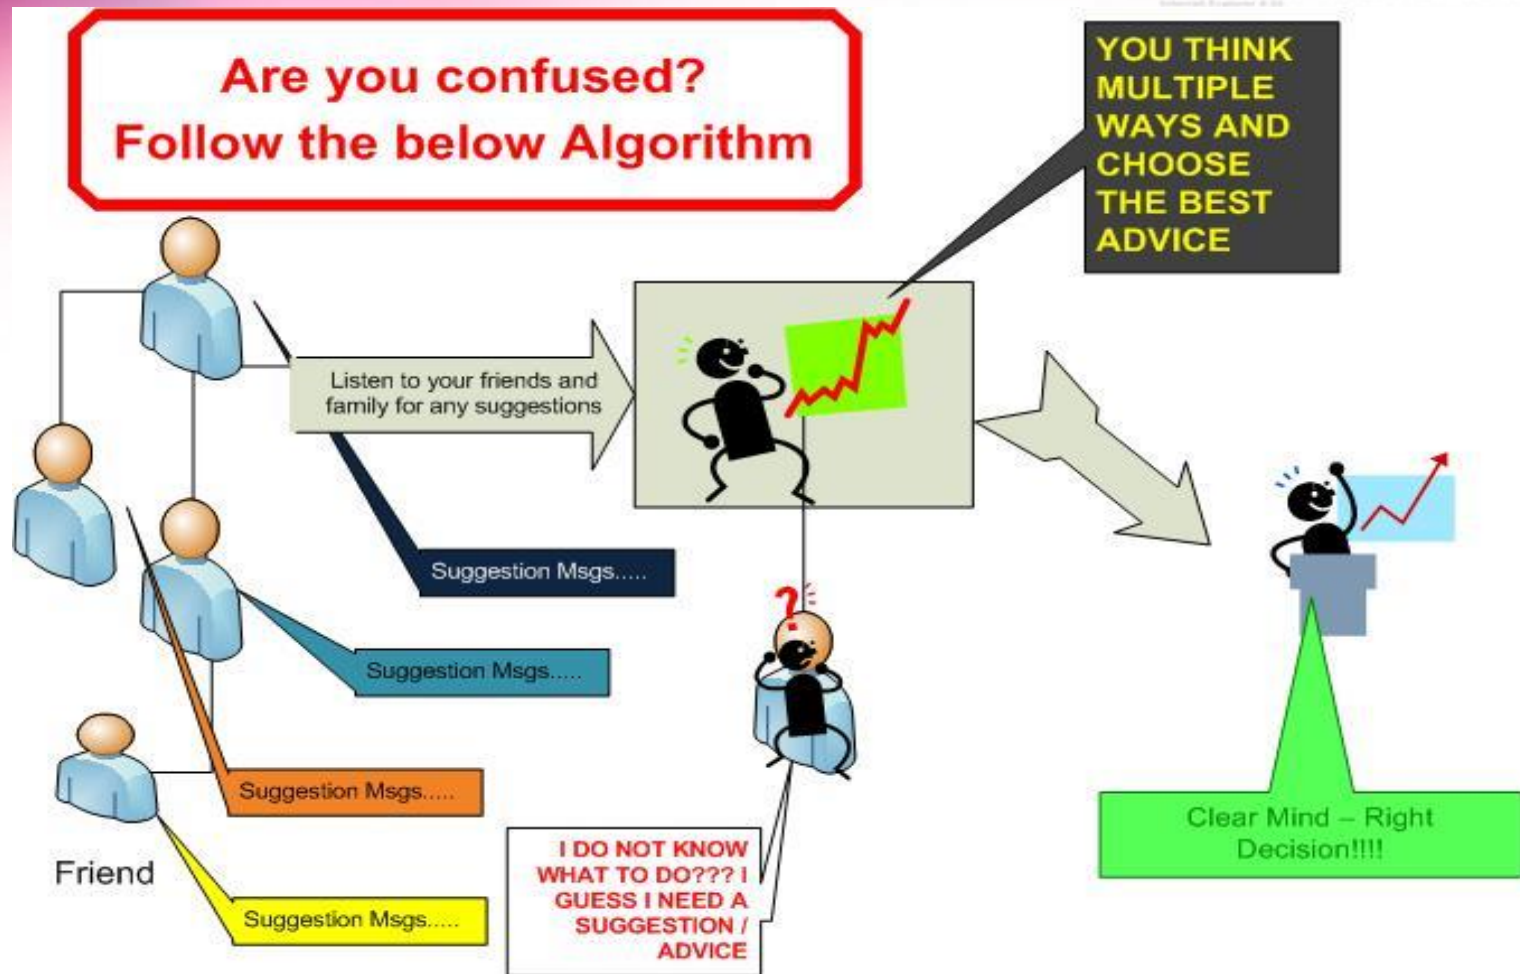 Are you confused?
Follow the below Algorithm
YOU THINK
MULTIPLE
WAYS AND
CHOOSE
THE BEST
ADVICE
Listen to your friends and
family for any suggestions
Suggestion Msgs.....
Suggestion Msgs.....
Suggestion Msgs.....
Friend
Suggestion Msgs.....
I DO NOT KNOW
WHAT TO DO??? I
GUESS I NEED A
SUGGESTION /
ADVICE
?
Clear Mind – Right
Decision!!!!